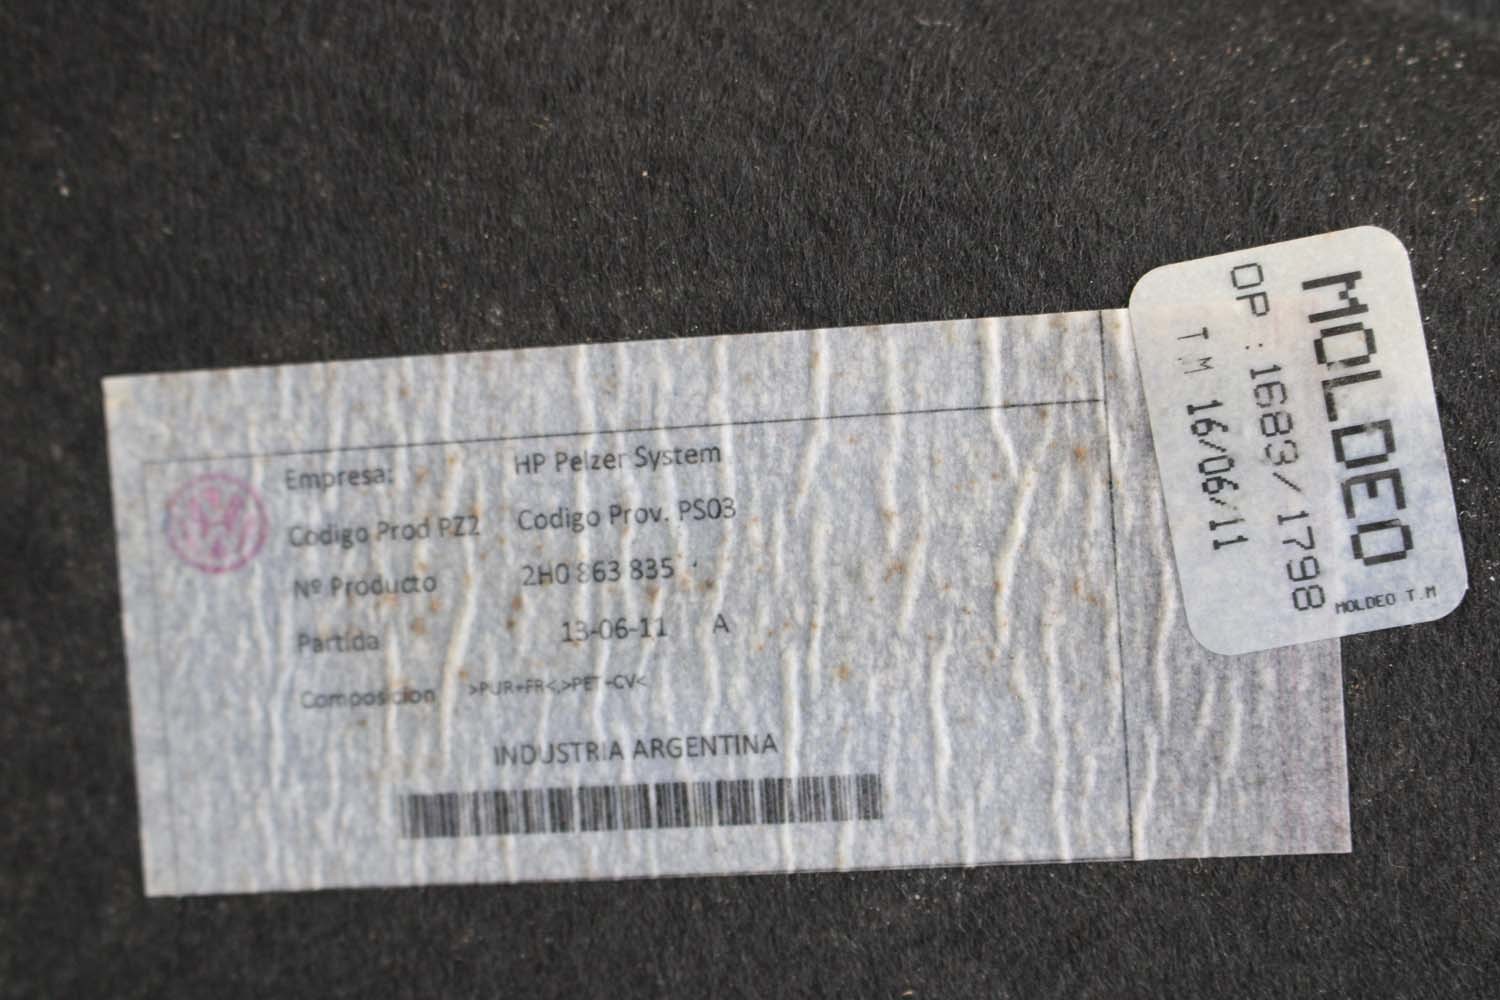 Empresa: HP Pelzer System
Codigo Prod PZ2 Codigo Prov. PS03
Nº Producto 2H0 863 835
Partida 13-06-11 A
Composicion >PUR+FR<,>PET+CV<
INDUSTRIA ARGENTINA
MOLDEO
OP : 1683/1798
TM 16/06/11
MOLDEO T.M